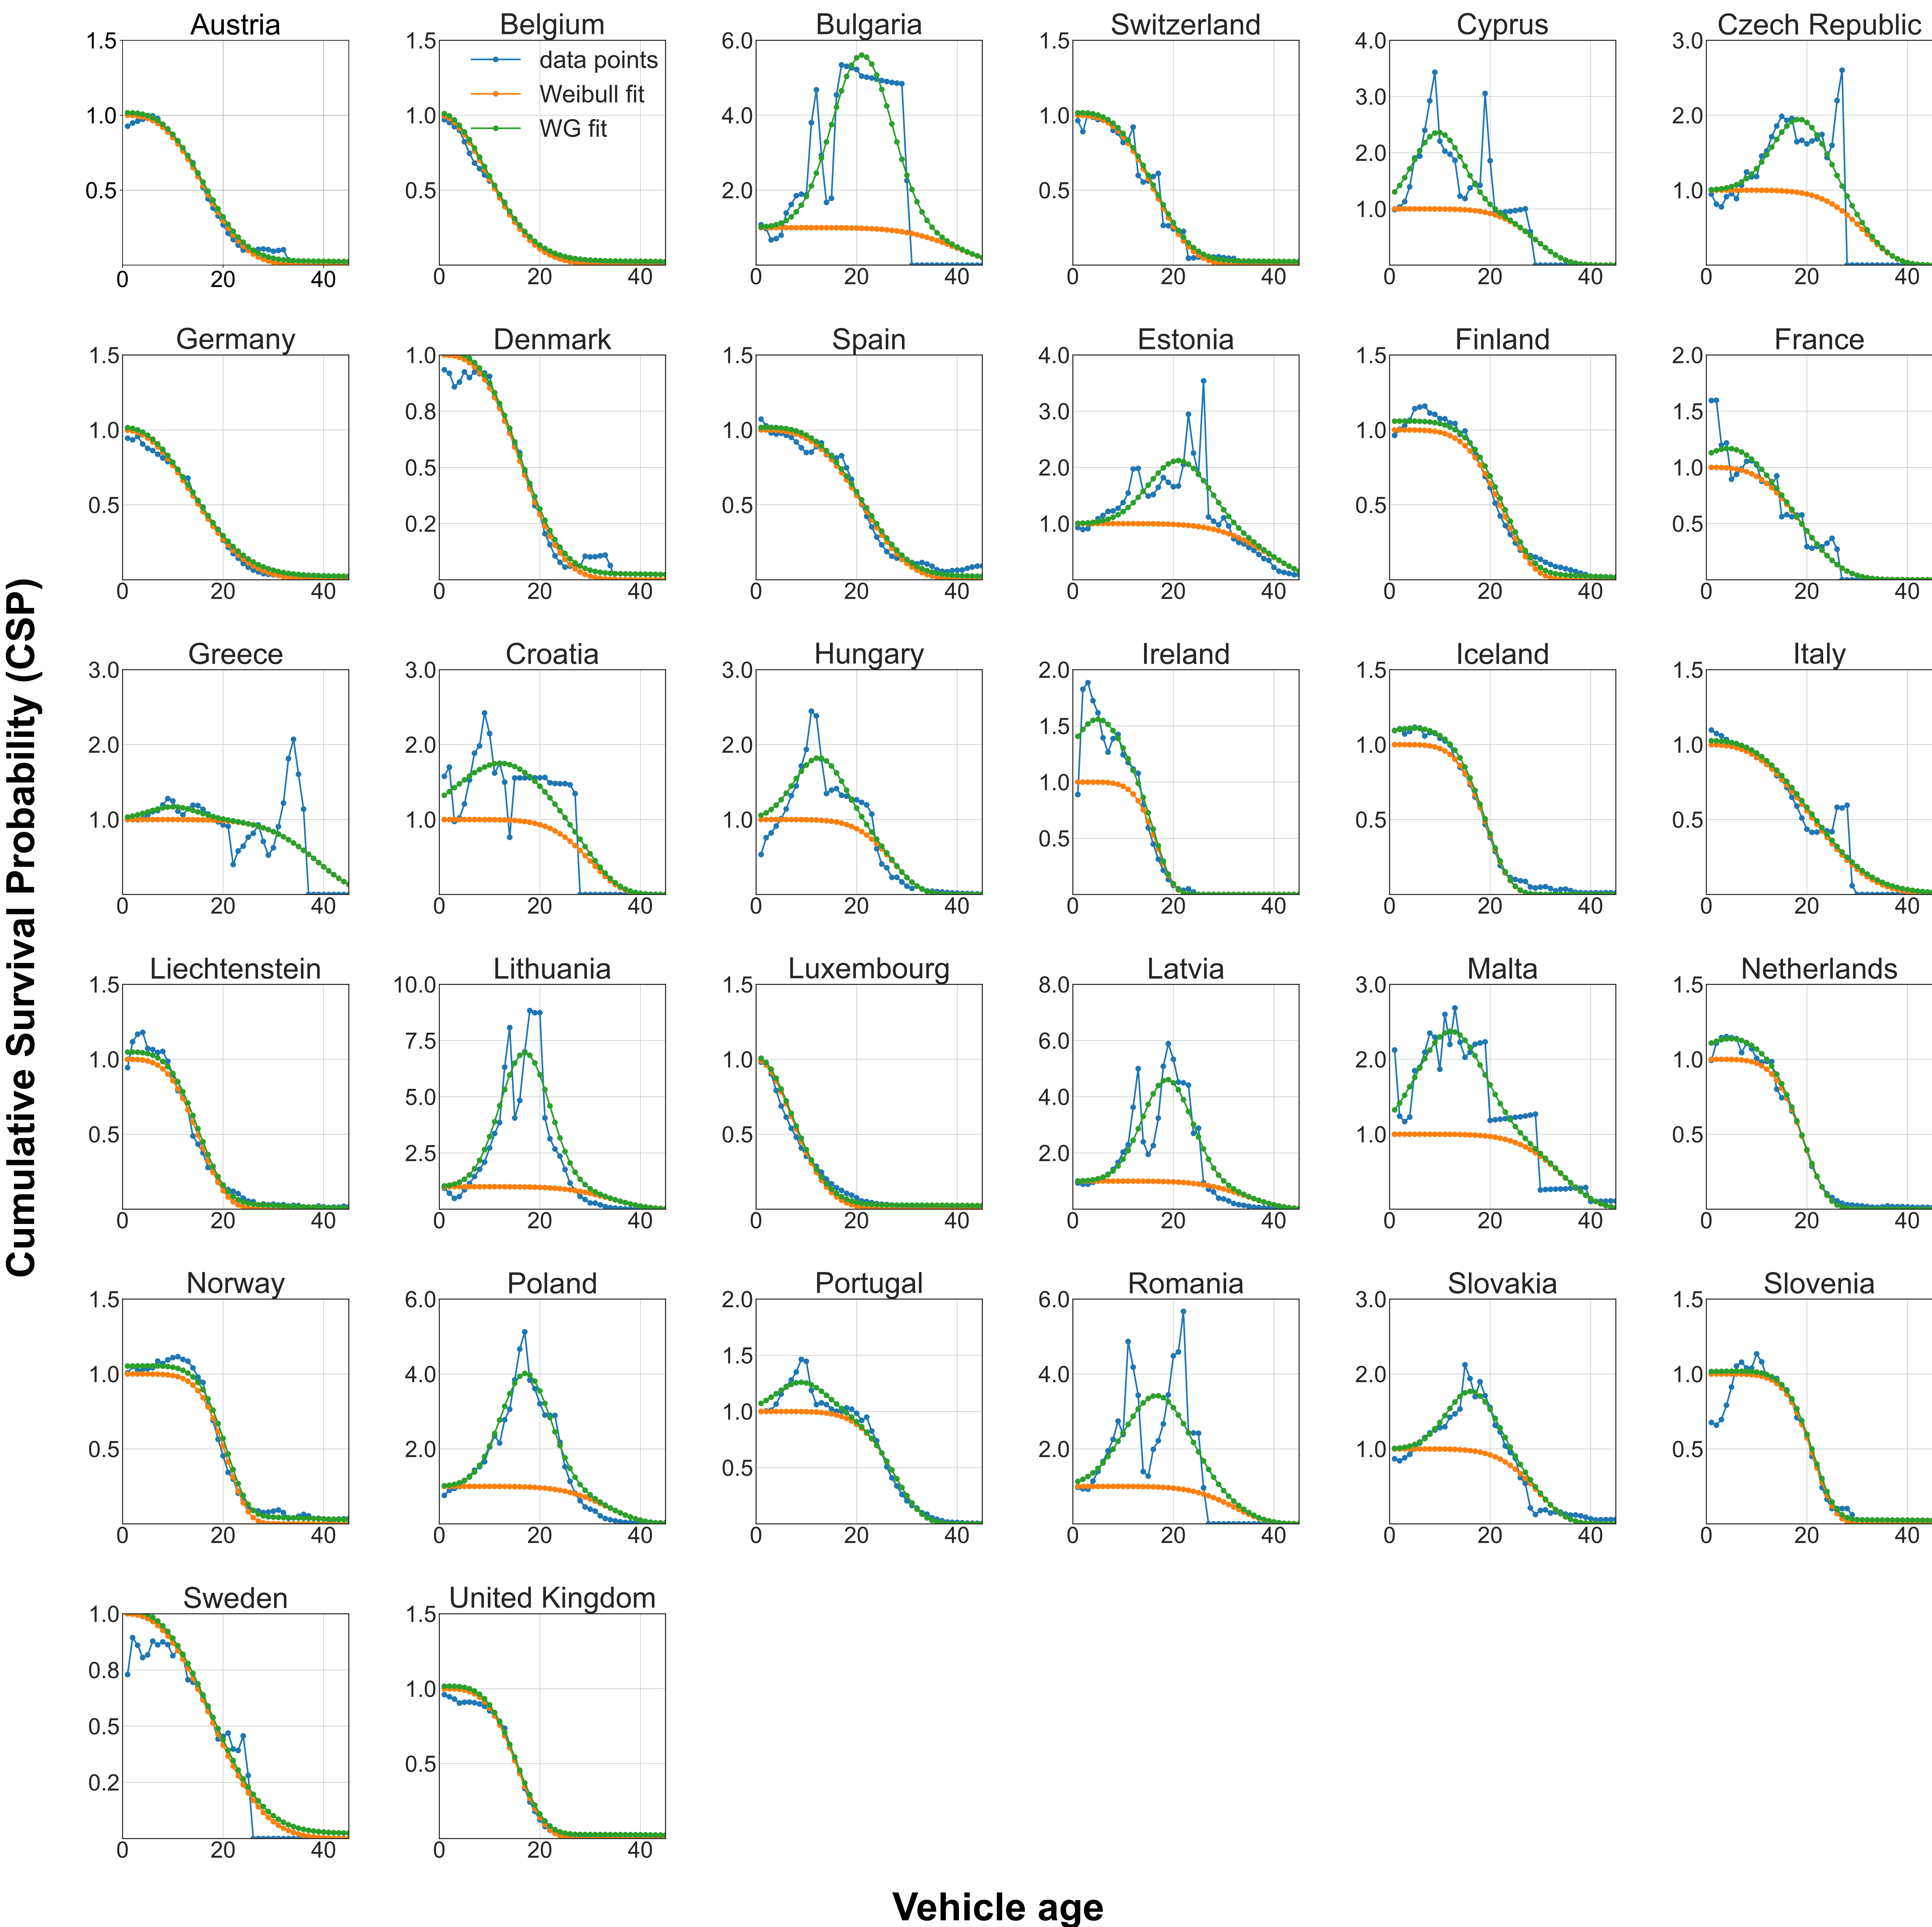 Cumulative Survival Probability (CSP)
Austria
1.5
1.0
0.5
0 20 40
Belgium
1.5
1.0
0.5
0 20 40
data points
Weibull fit
WG fit
Bulgaria
6.0
4.0
2.0
0 20 40
Switzerland
1.5
1.0
0.5
0 20 40
Cyprus
4.0
3.0
2.0
1.0
0 20 40
Czech Republic
3.0
2.0
1.0
0 20 40
Germany
1.5
1.0
0.5
0 20 40
Denmark
1.0
0.8
0.5
0.2
0 20 40
Spain
1.5
1.0
0.5
0 20 40
Estonia
4.0
3.0
2.0
1.0
0 20 40
Finland
1.5
1.0
0.5
0 20 40
France
2.0
1.5
1.0
0.5
0 20 40
Greece
3.0
2.0
1.0
0 20 40
Croatia
3.0
2.0
1.0
0 20 40
Hungary
3.0
2.0
1.0
0 20 40
Ireland
2.0
1.5
1.0
0.5
0 20 40
Iceland
1.5
1.0
0.5
0 20 40
Italy
1.5
1.0
0.5
0 20 40
Liechtenstein
1.5
1.0
0.5
0 20 40
Lithuania
10.0
7.5
5.0
2.5
0 20 40
Luxembourg
1.5
1.0
0.5
0 20 40
Latvia
8.0
6.0
4.0
2.0
0 20 40
Malta
3.0
2.0
1.0
0 20 40
Netherlands
1.5
1.0
0.5
0 20 40
Norway
1.5
1.0
0.5
0 20 40
Poland
6.0
4.0
2.0
0 20 40
Portugal
2.0
1.5
1.0
0.5
0 20 40
Romania
6.0
4.0
2.0
0 20 40
Slovakia
3.0
2.0
1.0
0 20 40
Slovenia
1.5
1.0
0.5
0 20 40
Sweden
1.0
0.8
0.5
0.2
0 20 40
United Kingdom
1.5
1.0
0.5
0 20 40
Vehicle age